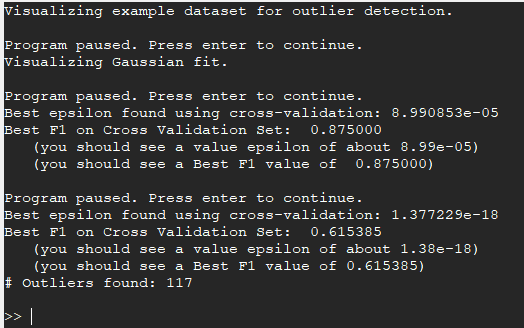 Visualizing example dataset for outlier detection.
Program paused. Press enter to continue.
Visualizing Gaussian fit.
Program paused. Press enter to continue.
Best epsilon found using cross-validation: 8.990853e-05
Best F1 on Cross Validation Set:  0.875000
   (you should see a value epsilon of about 8.99e-05)
   (you should see a Best F1 value of  0.875000)
Program paused. Press enter to continue.
Best epsilon found using cross-validation: 1.377229e-18
Best F1 on Cross Validation Set:  0.615385
   (you should see a value epsilon of about 1.38e-18)
   (you should see a Best F1 value of 0.615385)
# Outliers found: 117
>>